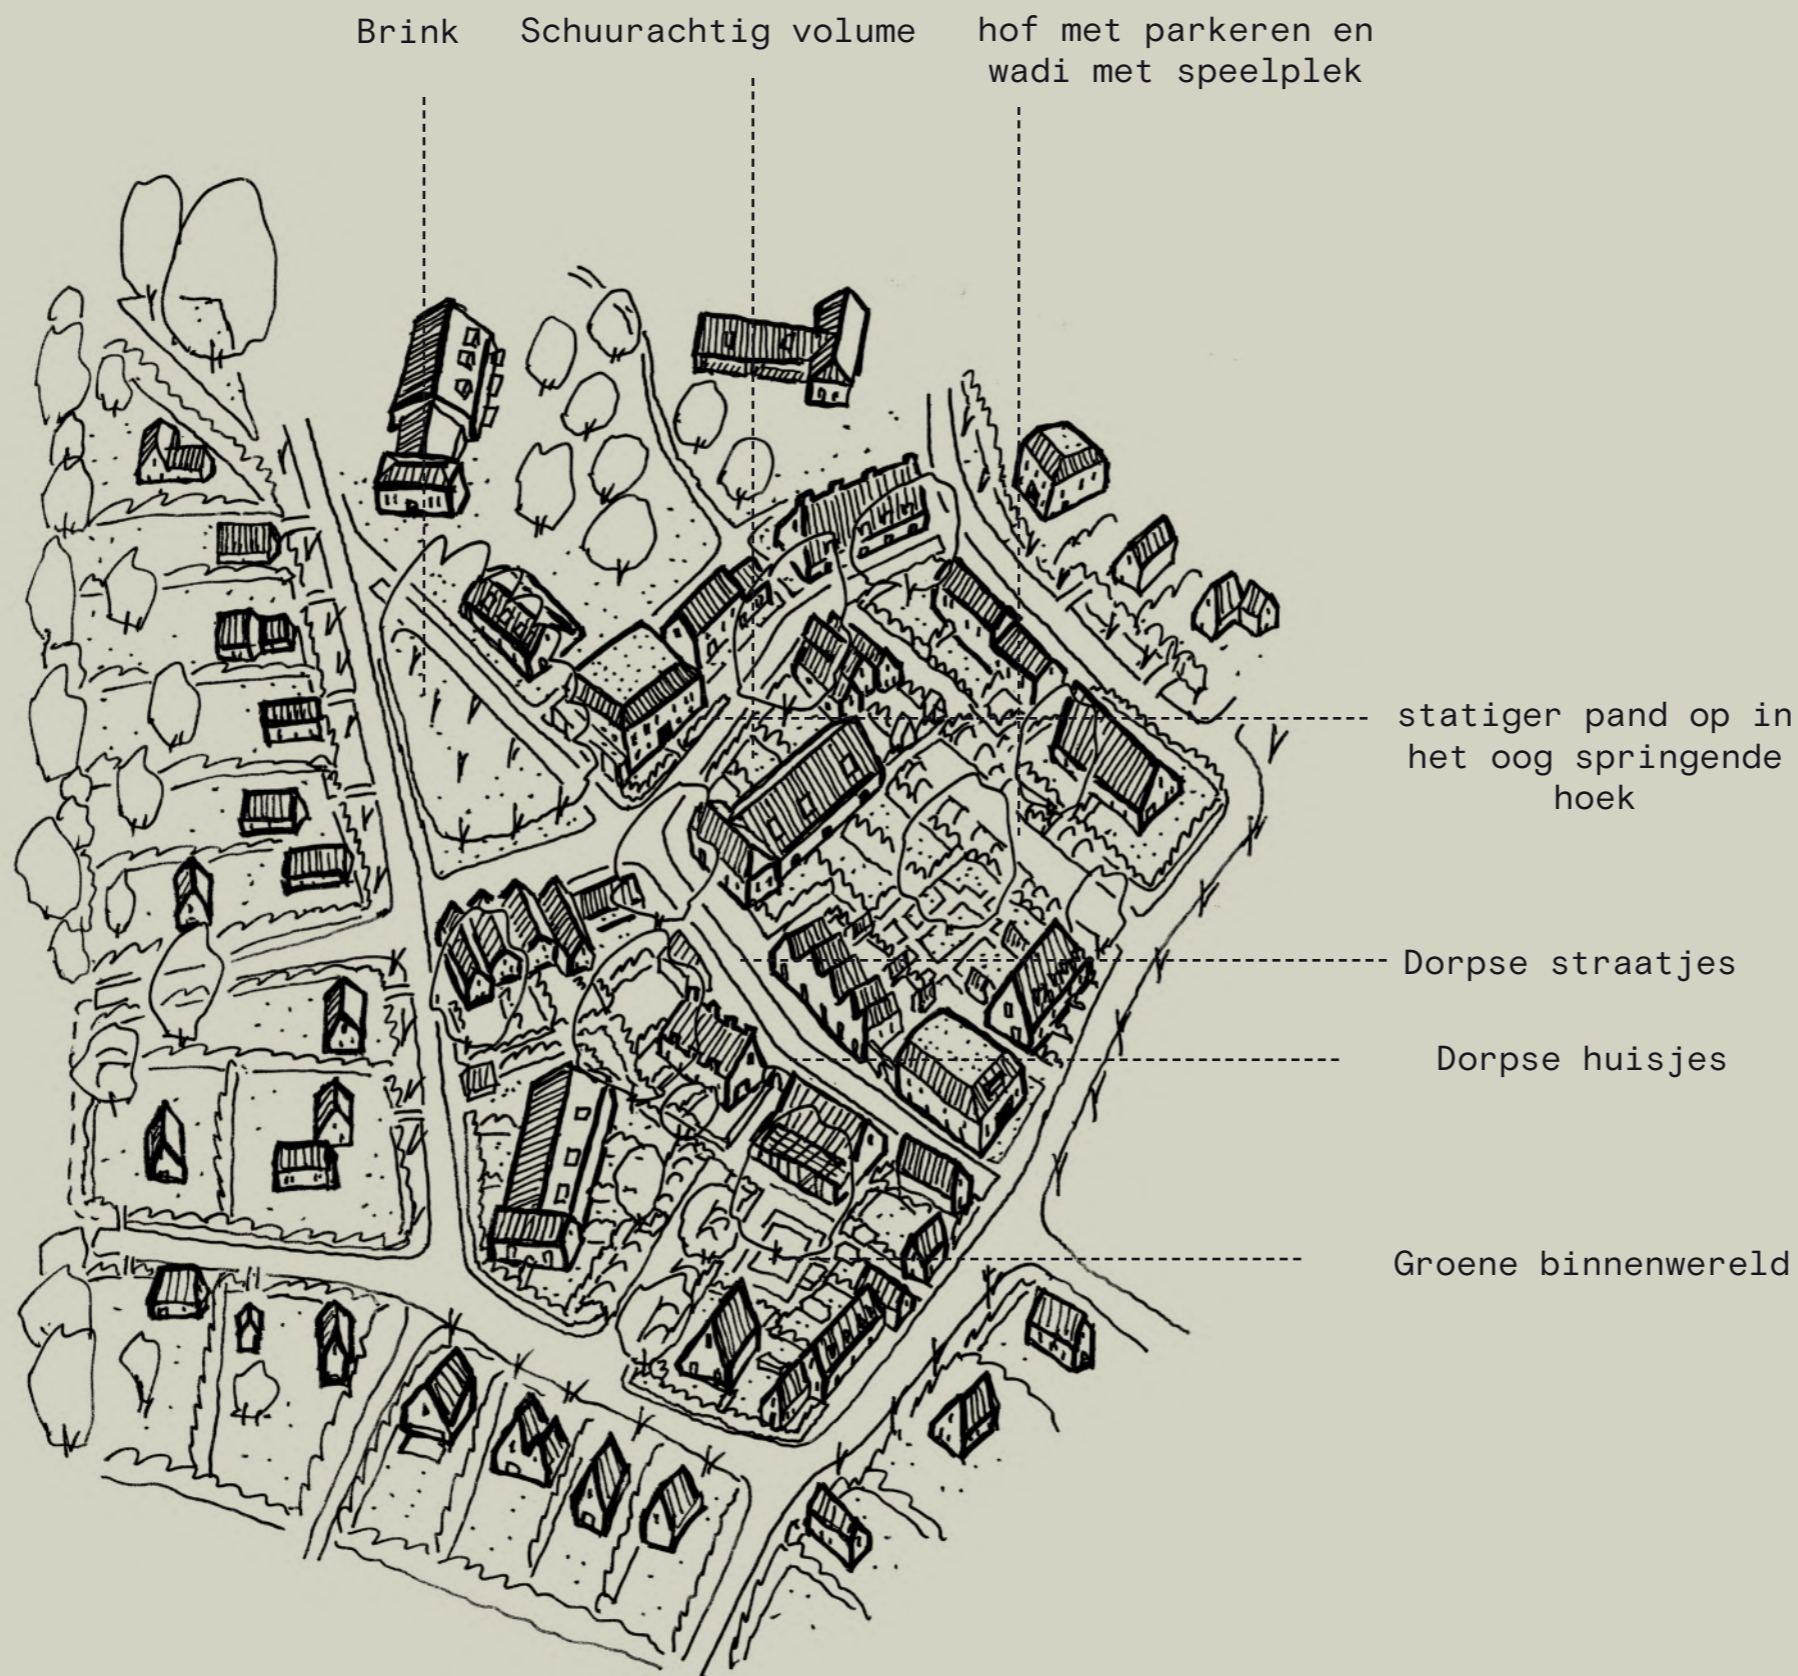 Brink
Schuurachtig volume
hof met parkeren en
wadi met speelplek
statiger pand op in
het oog springende
hoek
Dorpse straatjes
Dorpse huisjes
Groene binnenwereld